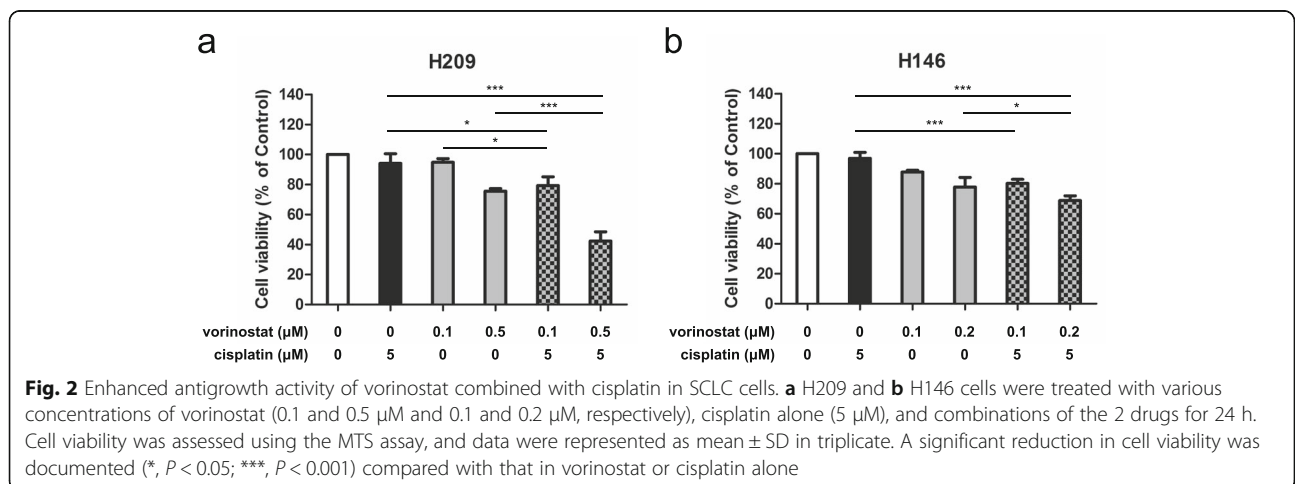 a
H209
Cell viability (% of Control)
140
120
100
80
60
40
20
0
***
***
*
*
vorinostat (µM) 0 0 0.1 0.5 0.1 0.5
cisplatin (µM) 0 5 0 0 5 5
b
H146
Cell viability (% of Control)
140
120
100
80
60
40
20
0
***
*
***
vorinostat (µM) 0 0 0.1 0.2 0.1 0.2
cisplatin (µM) 0 5 0 0 5 5
Fig. 2 Enhanced antigrowth activity of vorinostat combined with cisplatin in SCLC cells. a H209 and b H146 cells were treated with various
concentrations of vorinostat (0.1 and 0.5 µM and 0.1 and 0.2 µM, respectively), cisplatin alone (5 µM), and combinations of the 2 drugs for 24 h.
Cell viability was assessed using the MTS assay, and data were represented as mean ± SD in triplicate. A significant reduction in cell viability was
documented (*, P < 0.05; ***, P < 0.001) compared with that in vorinostat or cisplatin alone